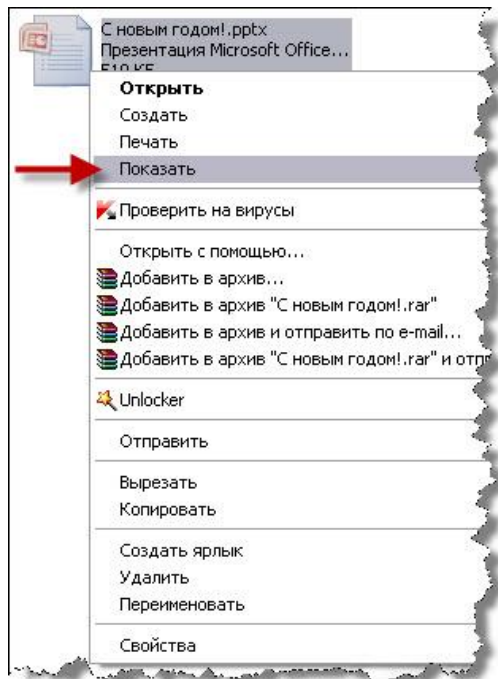 С новым годом!.pptx
Презентация Microsoft Office...
519 КБ
Открыть
Создать
Печать
Показать
Проверить на вирусы
Открыть с помощью...
Добавить в архив...
Добавить в архив "С новым годом!.rar"
Добавить в архив и отправить по e-mail...
Добавить в архив "С новым годом!.rar" и
Unlocker
Отправить
Вырезать
Копировать
Создать ярлык
Удалить
Переименовать
Свойства